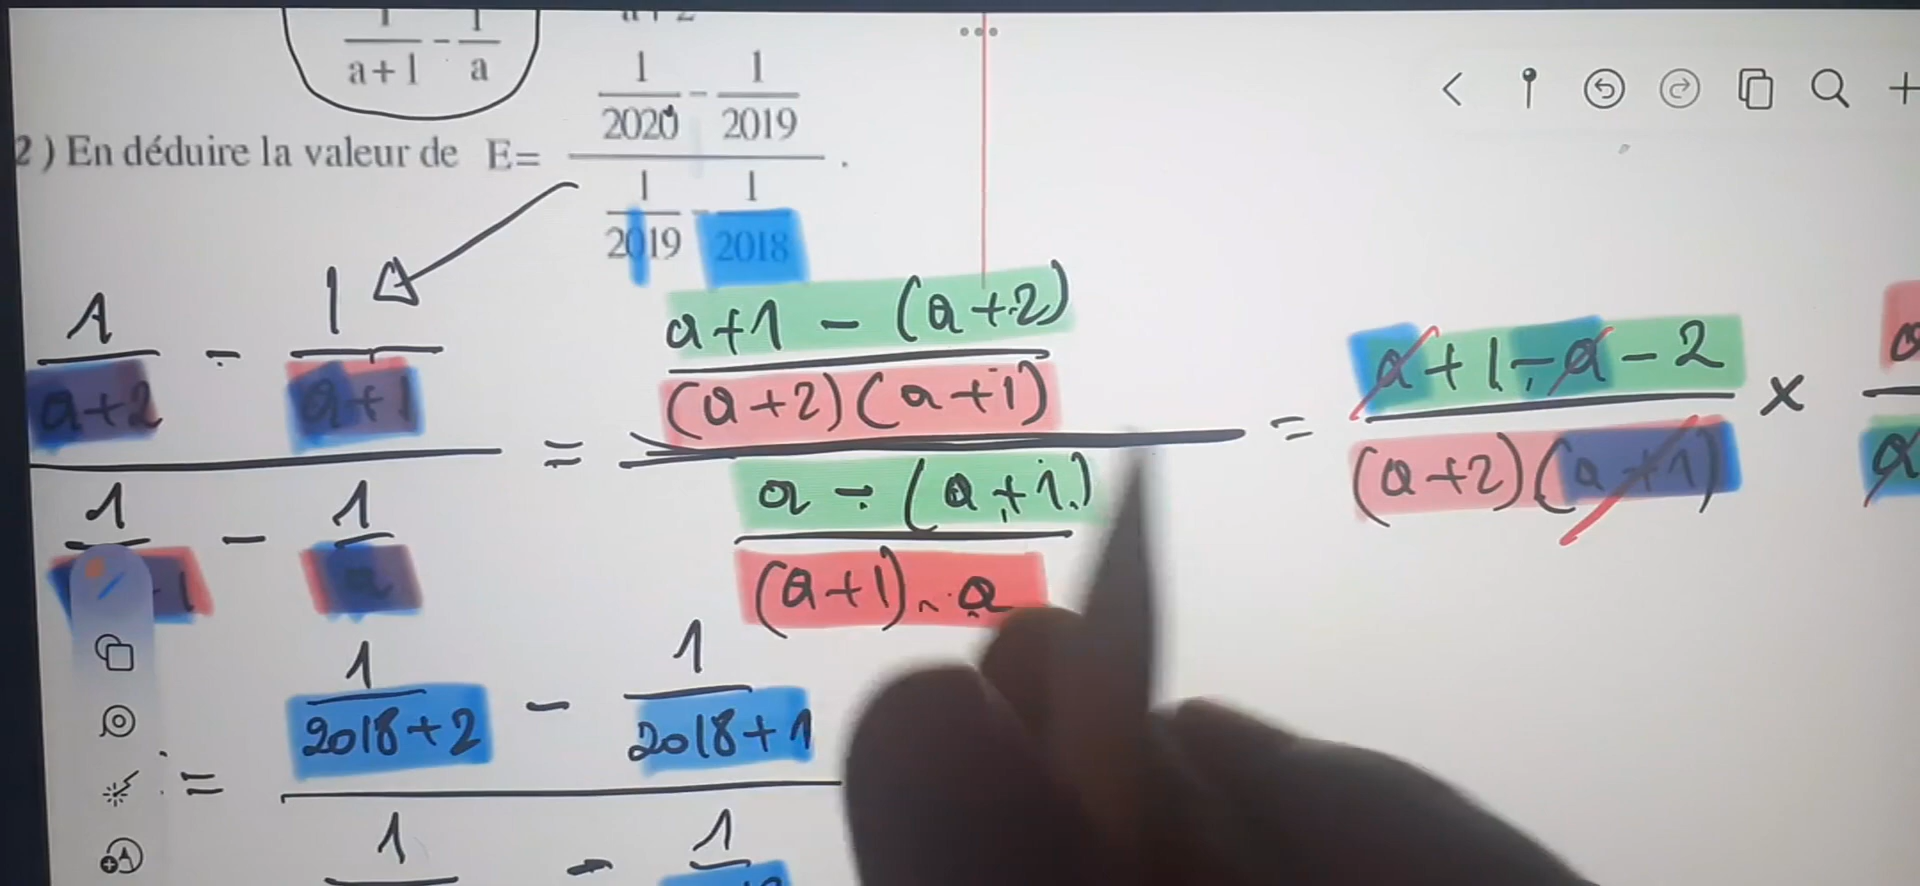 1/(a+1) - 1/a
2 ) En déduire la valeur de E= (1/2020 - 1/2019) / (1/2019 - 1/2018) .
(1/(a+2) - 1/(a+1)) / (1/ - 1/a) = ((a+1 - (a+2)) / ((a+2)(a+1))) / ((a - (a+1)) / ((a+1) . a)) = (a+1-a-2) / ((a+2)(a+1)) × a
= (1/(2018+2) - 1/(2018+1)) / (1/ - 1/